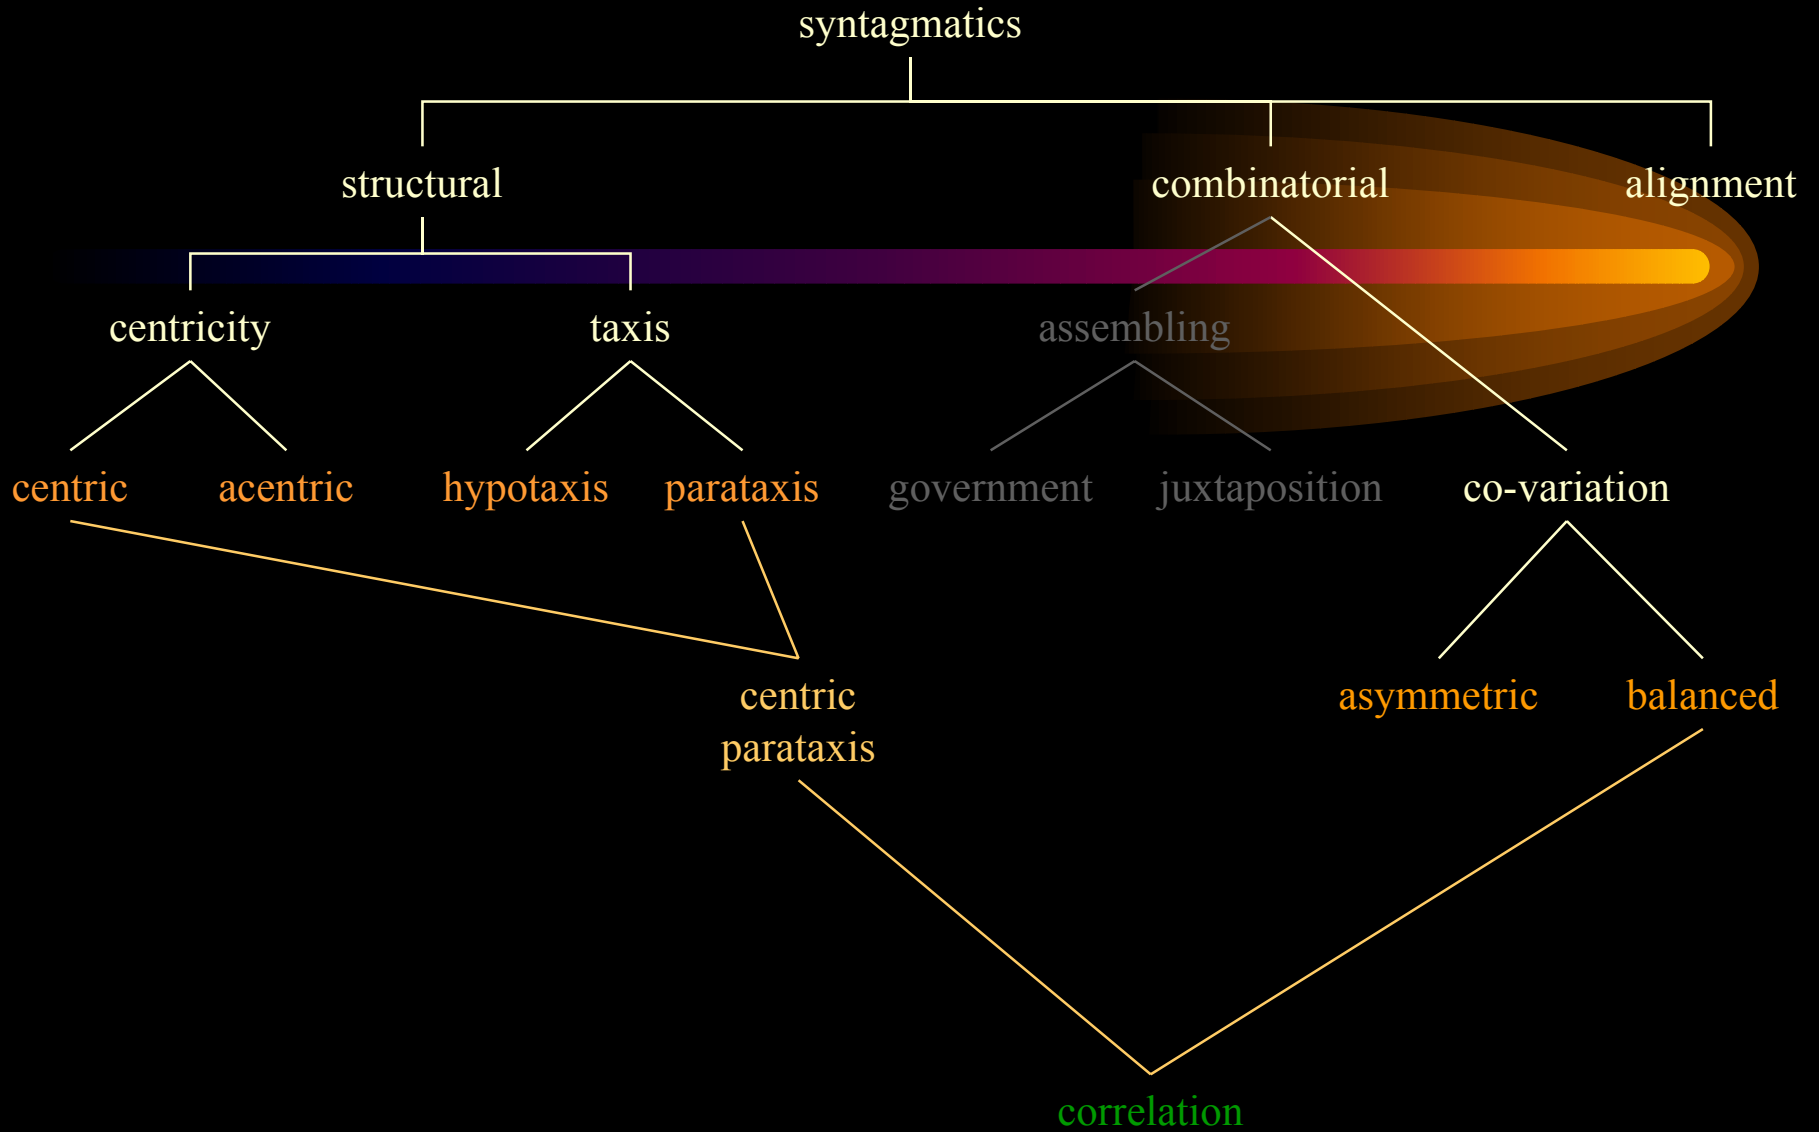 syntagmatics
structural
combinatorial
alignment
centricity
taxis
assembling
centric
acentric
hypotaxis
parataxis
government
juxtaposition
co-variation
centric
parataxis
asymmetric
balanced
correlation